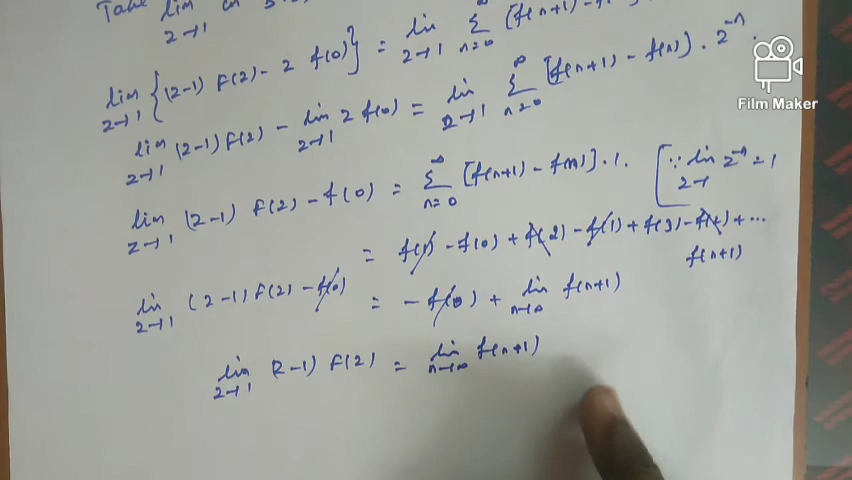 Take lim
z→1
lim {(z-1) F(z) - z f(0)} = lim ∑ [f(n+1) -
z→1 z→1 n=0
lim (z-1) F(z) - lim z f(0) = lim ∑ [f(n+1) - f(n)] . z⁻ⁿ.
z→1 z→1 z→1 n=0
lim (z-1) F(z) - f(0) = ∑ [f(n+1) - f(n)] . 1. [∵ lim z⁻ⁿ = 1
z→1 n=0 ∞ z→1
= f(1) - f(0) + f(2) - f(1) + f(3) - f(2) + ...
f(n+1)
lim (z-1) F(z) - f(0) = - f(0) + lim f(n+1)
z→1 n→∞
lim (z-1) F(z) = lim f(n+1)
z→1 n→∞
Film Maker